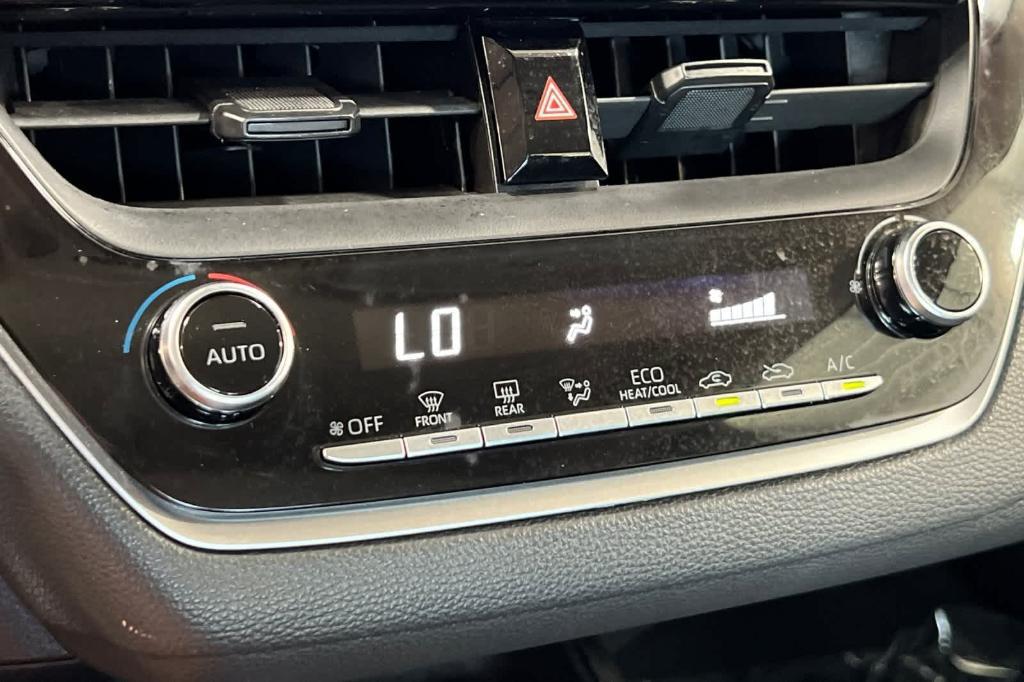 AUTO
LO
OFF
FRONT
REAR
ECO
HEAT/COOL
A/C